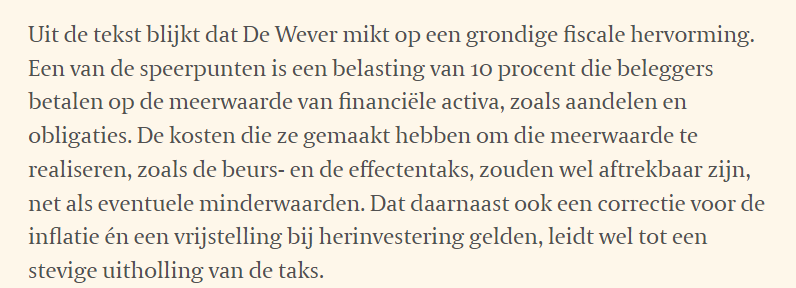 Uit de tekst blijkt dat De Wever mikt op een grondige fiscale hervorming.
Een van de speerpunten is een belasting van 10 procent die beleggers
betalen op de meerwaarde van financiële activa, zoals aandelen en
obligaties. De kosten die ze gemaakt hebben om die meerwaarde te
realiseren, zoals de beurs- en de effectentaks, zouden wel aftrekbaar zijn,
net als eventuele minderwaarden. Dat daarnaast ook een correctie voor de
inflatie én een vrijstelling bij herinvestering gelden, leidt wel tot een
stevige uitholling van de taks.